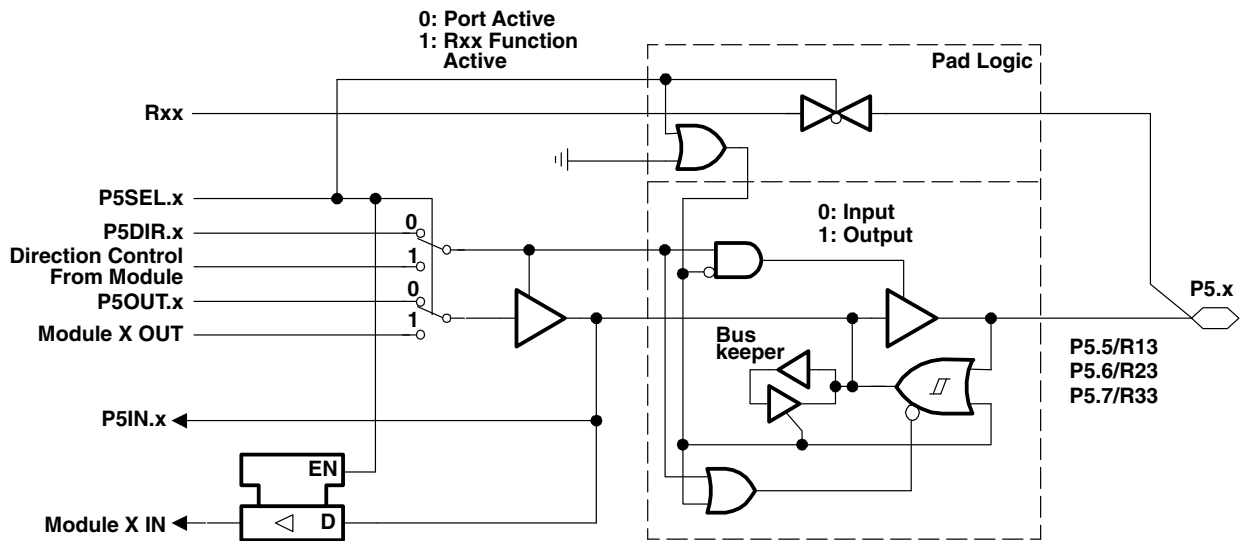 0: Port Active
1: Rxx Function
Active
Pad Logic
Rxx
P5SEL.x
0: Input
1: Output
P5DIR.x
0
Direction Control
From Module
1
P5OUT.x
0
P5.x
Module X OUT
1
Bus
keeper
P5.5/R13
P5.6/R23
P5.7/R33
P5IN.x
EN
D
Module X IN